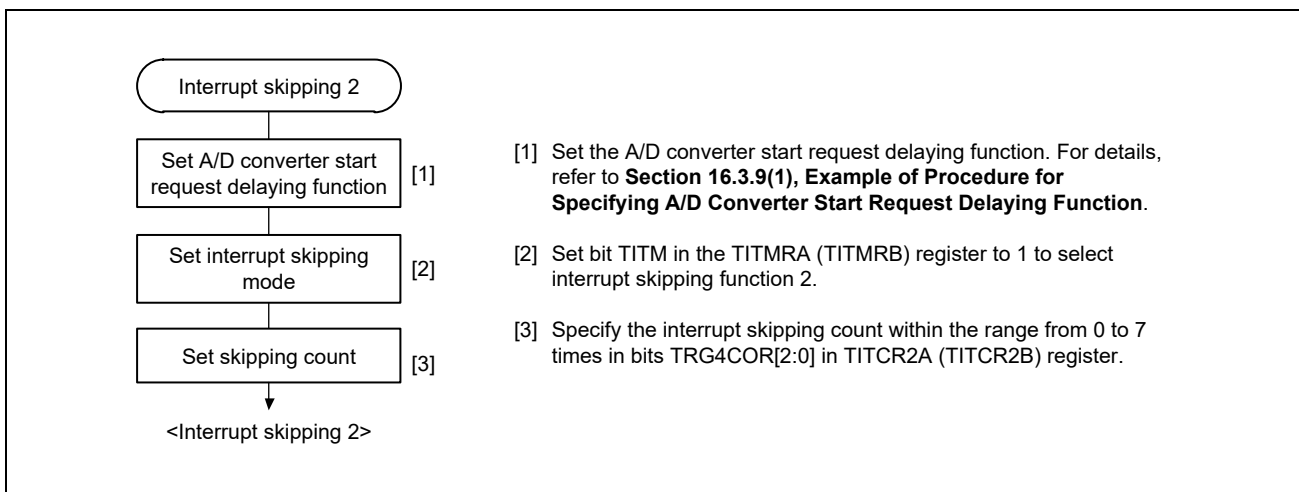 Interrupt skipping 2
Set A/D converter start
request delaying function
[1]
Set interrupt skipping
mode
[2]
Set skipping count
[3]
<Interrupt skipping 2>
[1] Set the A/D converter start request delaying function. For details,
refer to Section 16.3.9(1), Example of Procedure for
Specifying A/D Converter Start Request Delaying Function.
[2] Set bit TITM in the TITMRA (TITMRB) register to 1 to select
interrupt skipping function 2.
[3] Specify the interrupt skipping count within the range from 0 to 7
times in bits TRG4COR[2:0] in TITCR2A (TITCR2B) register.